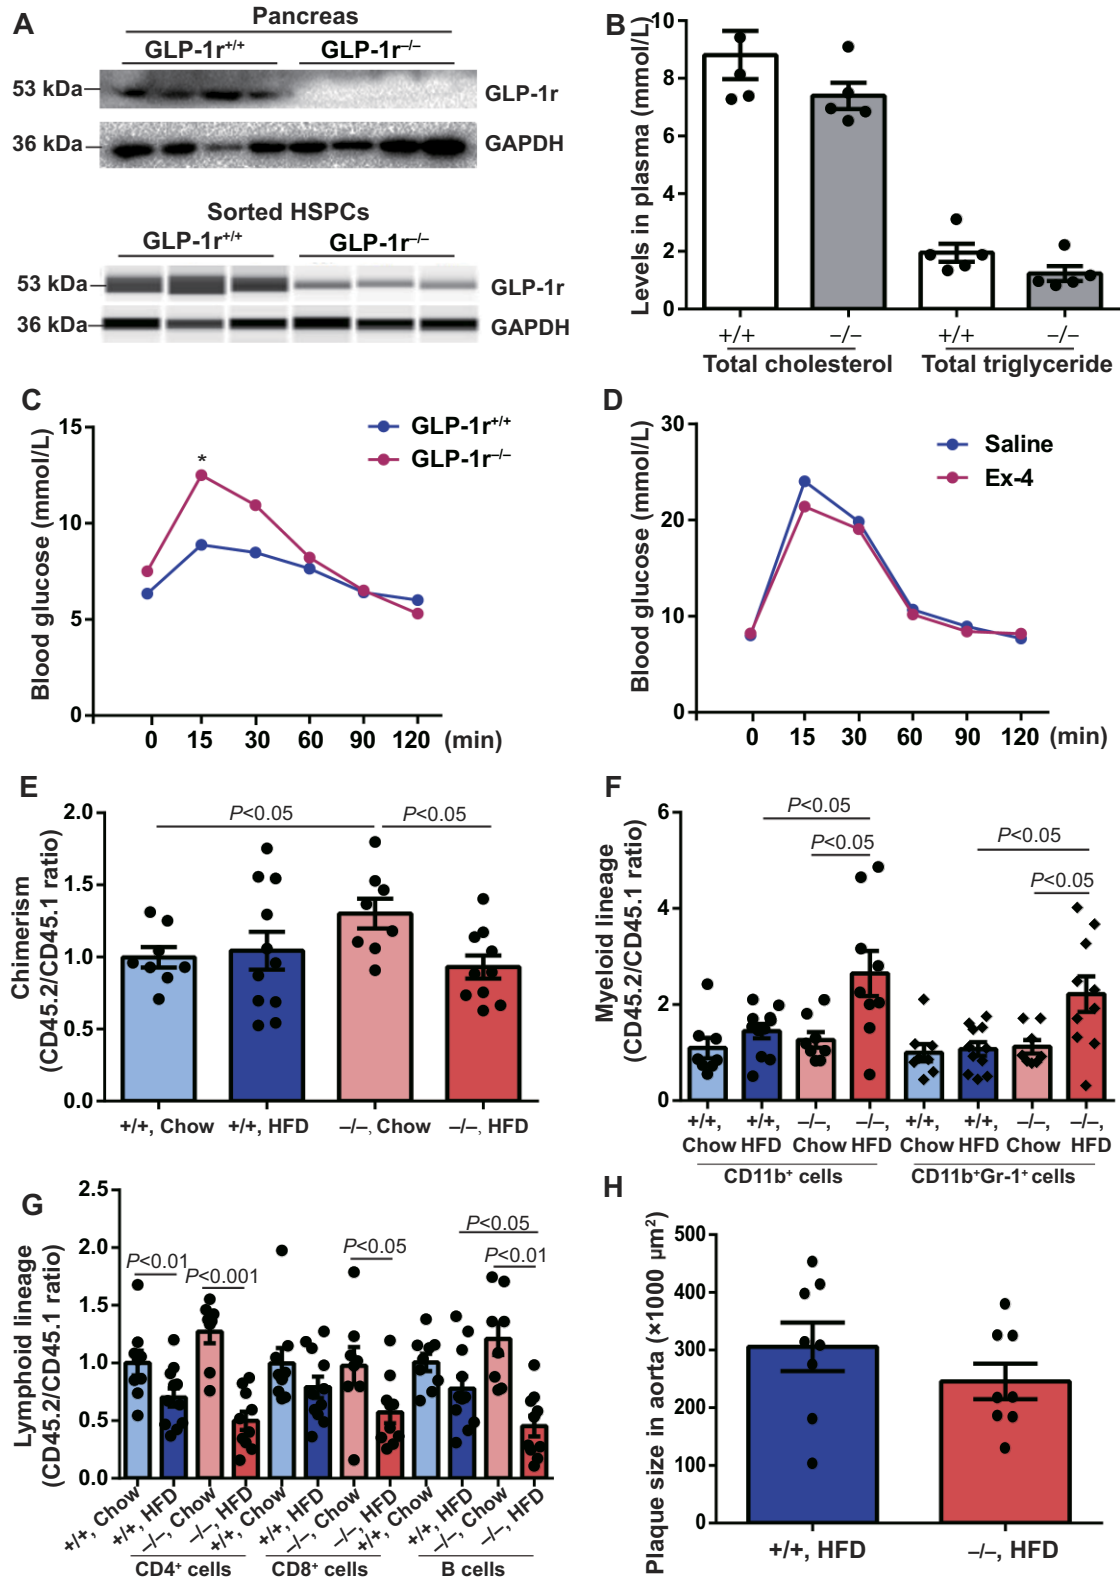 A
Pancreas
GLP-1r+/+ GLP-1r–/–
53 kDa GLP-1r
36 kDa GAPDH
Sorted HSPCs
GLP-1r+/+ GLP-1r–/–
53 kDa GLP-1r
36 kDa GAPDH
B
Levels in plasma (mmol/L)
10
8
6
4
2
0
+/+ –/– +/+ –/–
Total cholesterol Total triglyceride
C
Blood glucose (mmol/L)
15
10
5
0
*
GLP-1r+/+
GLP-1r–/–
0 15 30 60 90 120 (min)
D
Blood glucose (mmol/L)
30
20
10
0
Saline
Ex-4
0 15 30 60 90 120 (min)
E
Chimerism
(CD45.2/CD45.1 ratio)
2.0
1.5
1.0
0.5
0.0
P<0.05 P<0.05
+/+, Chow +/+, HFD –/–, Chow –/–, HFD
F
Myeloid lineage
(CD45.2/CD45.1 ratio)
6
4
2
0
P<0.05
P<0.05
P<0.05
P<0.05
+/+, +/+, –/–, –/–, +/+, +/+, –/–, –/–,
Chow HFD Chow HFD Chow HFD Chow HFD
CD11b+ cells CD11b+Gr-1+ cells
G
Lymphoid lineage
(CD45.2/CD45.1 ratio)
2.5
2.0
1.5
1.0
0.5
0.0
P<0.01
P<0.001
P<0.05
P<0.05
P<0.01
+/+, Chow +/+, HFD –/–, Chow –/–, HFD +/+, Chow +/+, HFD –/–, Chow –/–, HFD +/+, Chow +/+, HFD –/–, Chow –/–, HFD
CD4+ cells CD8+ cells B cells
H
Plaque size in aorta (×1000 µm²)
500
400
300
200
100
0
+/+, HFD –/–, HFD